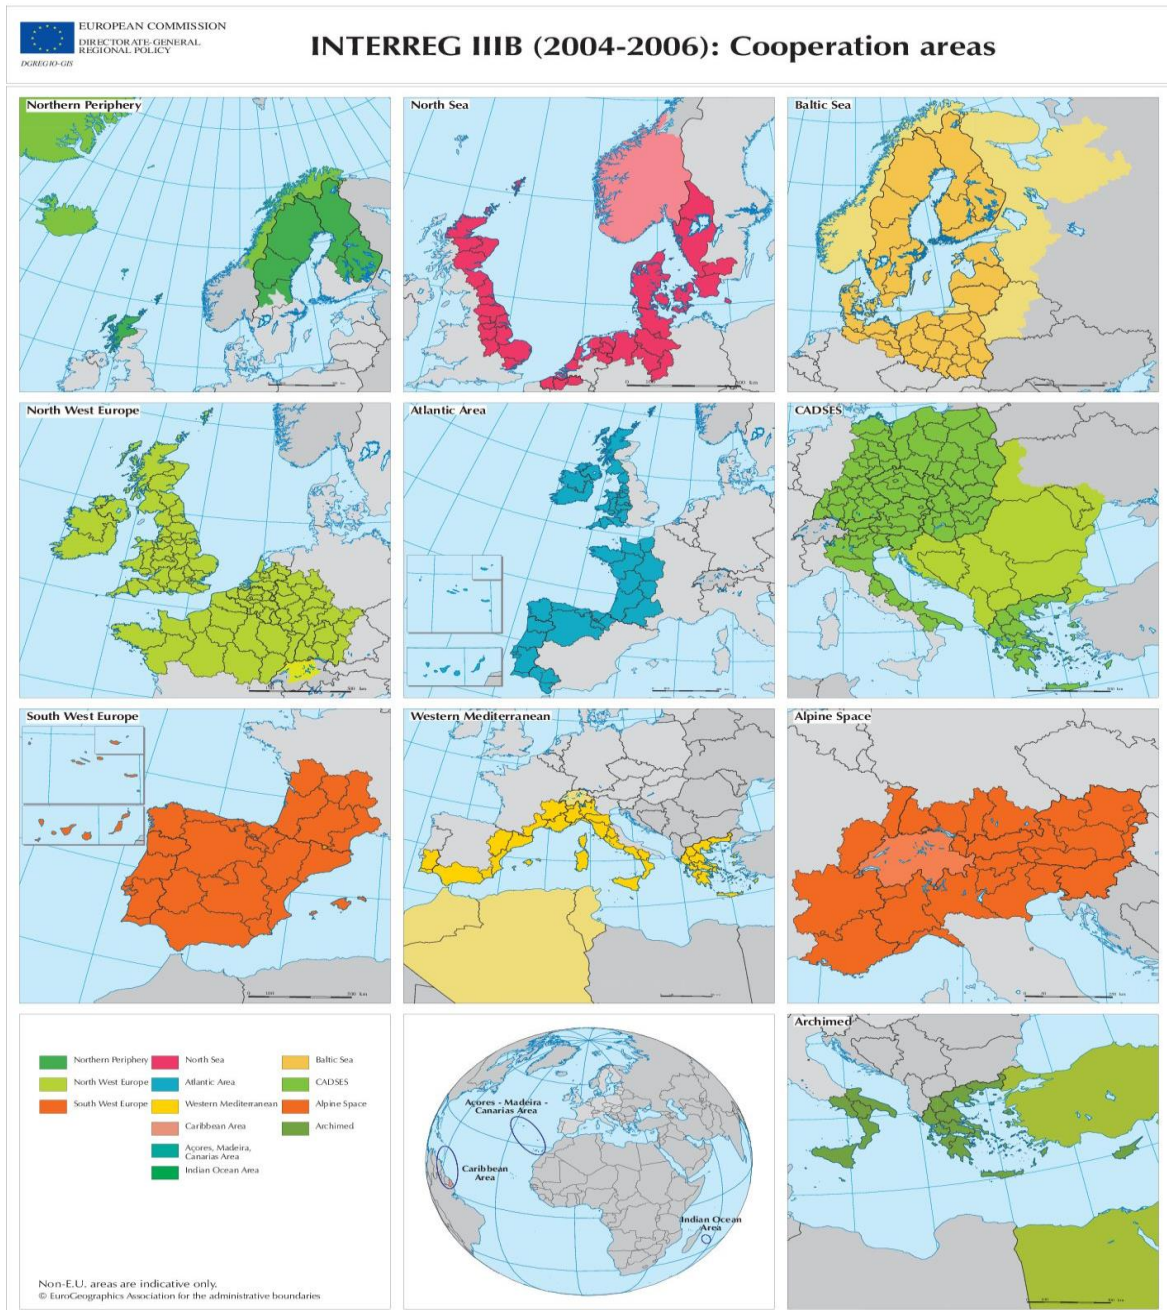 EUROPEAN COMMISSION
DIRECTORATE-GENERAL
REGIONAL POLICY
DGREGIO-GIS
INTERREG IIIB (2004-2006): Cooperation areas
Northern Periphery
North Sea
Baltic Sea
North West Europe
Atlantic Area
CADSES
South West Europe
Western Mediterranean
Alpine Space
Archimed
Northern Periphery
North West Europe
South West Europe
North Sea
Atlantic Area
Western Mediterranean
Caribbean Area
Açores, Madeira,
Canarias Area
Indian Ocean Area
Baltic Sea
CADSES
Alpine Space
Archimed
Açores - Madeira -
Canarias Area
Caribbean
Area
Indian Ocean
Area
Non-E.U. areas are indicative only.
© EuroGeographics Association for the administrative boundaries